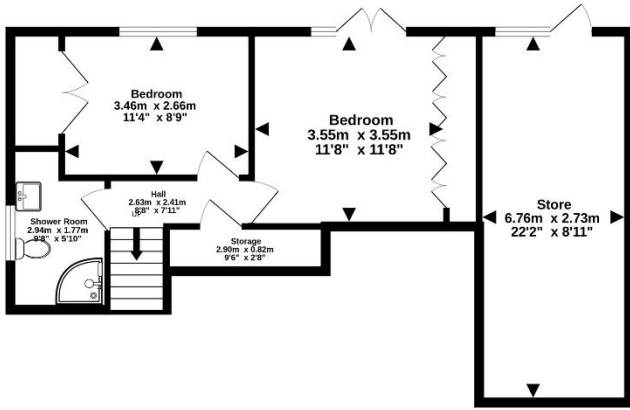 Bedroom
3.46m x 2.66m
11'4" x 8'9"
Bedroom
3.55m x 3.55m
11'8" x 11'8"
Hall
2.63m x 2.41m
8'8" x 7'11"
UP
Shower Room
2.94m x 1.77m
9'8" x 5'10"
Storage
2.90m x 0.82m
9'6" x 2'8"
Store
6.76m x 2.73m
22'2" x 8'11"